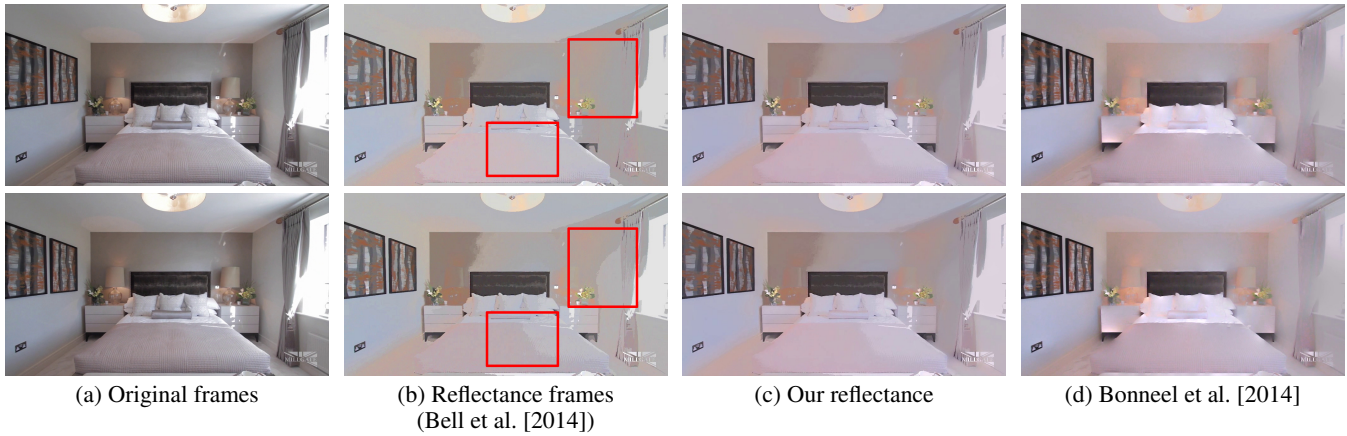 (a) Original frames
(b) Reflectance frames
(Bell et al. [2014])
(c) Our reflectance
(d) Bonneel et al. [2014]